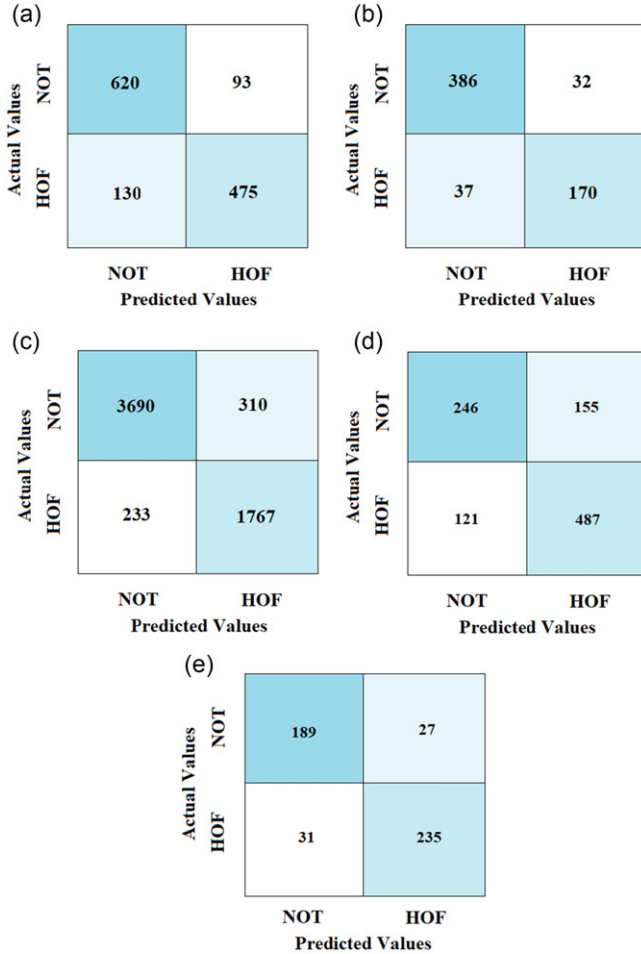 (a)
Actual Values
NOT
HOF
620 93
130 475
NOT HOF
Predicted Values
(b)
Actual Values
NOT
HOF
386 32
37 170
NOT HOF
Predicted Values
(c)
Actual Values
NOT
HOF
3690 310
233 1767
NOT HOF
Predicted Values
(d)
Actual Values
NOT
HOF
246 155
121 487
NOT HOF
Predicted Values
(e)
Actual Values
NOT
HOF
189 27
31 235
NOT HOF
Predicted Values